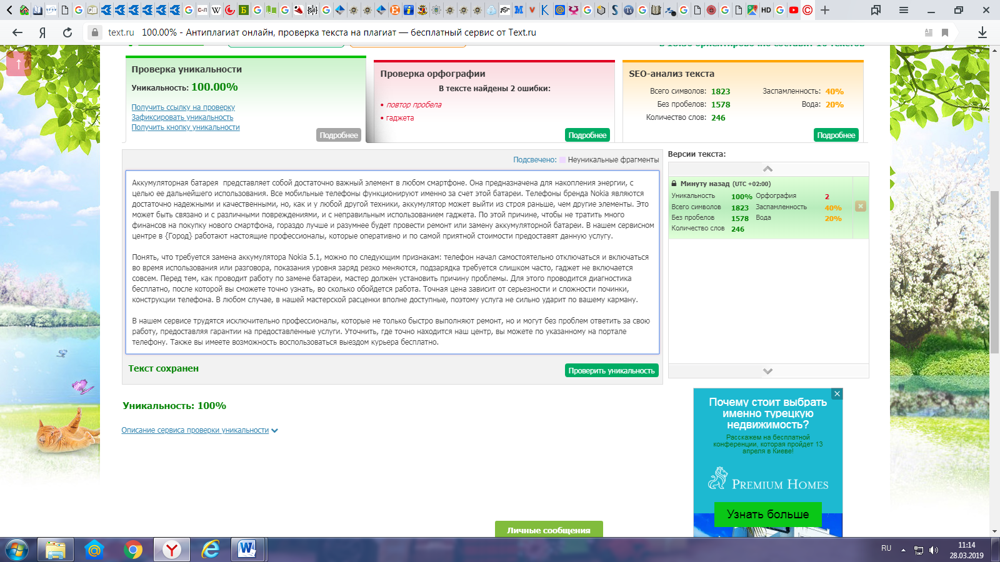 text.ru 100.00% - Антиплагиат онлайн, проверка текста на плагиат — бесплатный сервис от Text.ru
Проверка уникальности
Уникальность: 100.00%
Получить ссылку на проверку
Зафиксировать уникальность
Получить кнопку уникальности
Подробнее
Проверка орфографии
В тексте найдены 2 ошибки:
• повтор пробела
• гаджета
Подробнее
SEO-анализ текста
Всего символов: 1823 Заспамленность: 40%
Без пробелов: 1578 Вода: 20%
Количество слов: 246
Подробнее
Подсвечено: Неуникальные фрагменты
Аккумуляторная батарея  представляет собой достаточно важный элемент в любом смартфоне. Она предназначена для накопления энергии, с
целью ее дальнейшего использования. Все мобильные телефоны функционируют именно за счет этой батареи. Телефоны бренда Nokia являются
достаточно надежными и качественными, но, как и у любой другой техники, аккумулятор может выйти из строя раньше, чем другие элементы. Это
может быть связано и с различными повреждениями, и с неправильным использованием гаджета. По этой причине, чтобы не тратить много
финансов на покупку нового смартфона, гораздо лучше и разумнее будет провести ремонт или замену аккумуляторной батареи. В нашем сервисном
центре в {Город} работают настоящие профессионалы, которые оперативно и по самой приятной стоимости предоставят данную услугу.
Понять, что требуется замена аккумулятора Nokia 5.1, можно по следующим признакам: телефон начал самостоятельно отключаться и включаться
во время использования или разговора, показания уровня заряд резко меняются, подзарядка требуется слишком часто, гаджет не включается
совсем. Перед тем, как проводит работу по замене батареи, мастер должен установить причину проблемы. Для этого проводится диагностика
бесплатно, после которой вы сможете точно узнать, во сколько обойдется работа. Точная цена зависит от серьезности и сложности починки,
конструкции телефона. В любом случае, в нашей мастерской расценки вполне доступные, поэтому услуга не сильно ударит по вашему карману.
В нашем сервисе трудятся исключительно профессионалы, которые не только быстро выполняют ремонт, но и могут без проблем ответить за свою
работу, предоставляя гарантии на предоставленные услуги. Уточнить, где точно находится наш центр, вы можете по указанному на портале
телефону. Также вы имеете возможность воспользоваться выездом курьера бесплатно.
Текст сохранен
Проверить уникальность
Версии текста:
Минуту назад (UTC +02:00)
Уникальность 100% Орфография 2
Всего символов 1823 Заспамленность 40%
Без пробелов 1578 Вода 20%
Количество слов 246
Уникальность: 100%
Описание сервиса проверки уникальности
Почему стоит выбрать
именно турецкую
недвижимость?
Расскажем на бесплатной
конференции, которая пройдет 13
апреля в Киеве!
PREMIUM HOMES
Узнать больше
Личные сообщения
RU
11:14
28.03.2019